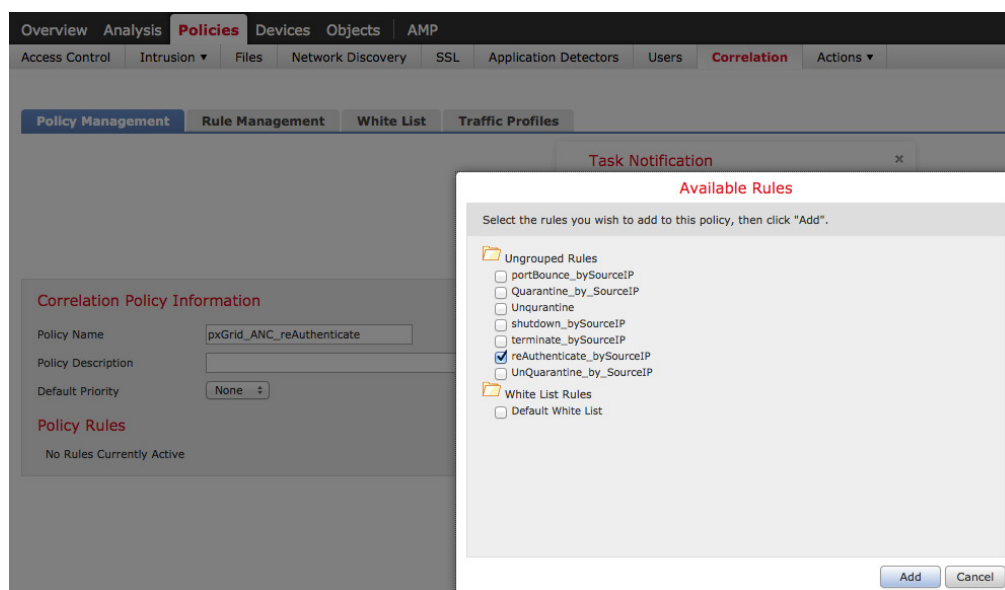 Overview Analysis Policies Devices Objects AMP
Access Control Intrusion ▼ Files Network Discovery SSL Application Detectors Users Correlation Actions ▼
Policy Management Rule Management White List Traffic Profiles
Task Notification ×
Available Rules
Select the rules you wish to add to this policy, then click "Add".
Ungrouped Rules
portBounce_bySourceIP
Quarantine_by_SourceIP
Unqurantine
shutdown_bySourceIP
terminate_bySourceIP
reAuthenticate_bySourceIP
UnQuarantine_by_SourceIP
White List Rules
Default White List
Add Cancel
Correlation Policy Information
Policy Name pxGrid_ANC_reAuthenticate
Policy Description
Default Priority None
Policy Rules
No Rules Currently Active